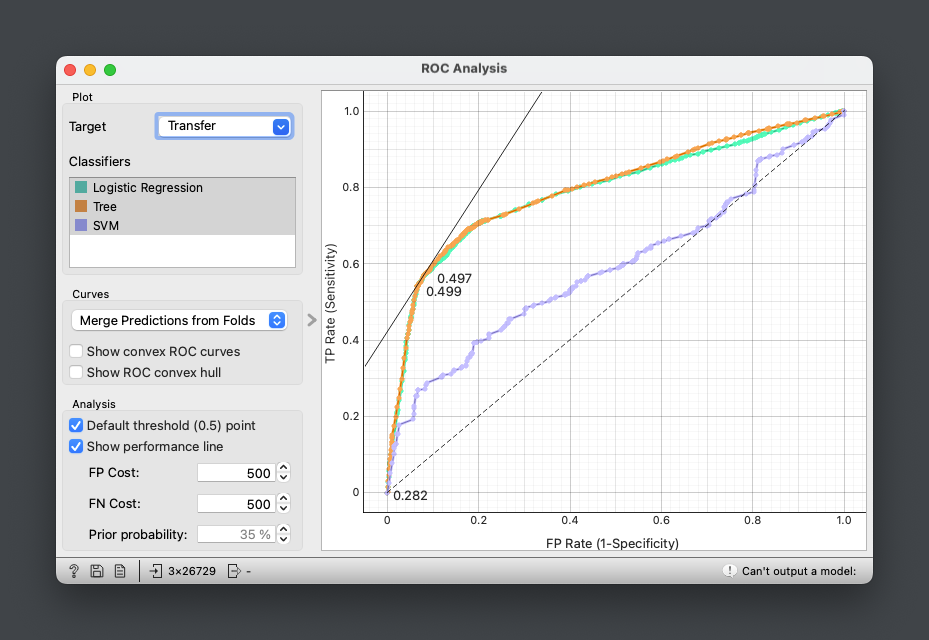 ROC Analysis
Plot
Target
Transfer
Classifiers
Logistic Regression
Tree
SVM
Curves
Merge Predictions from Folds
Show convex ROC curves
Show ROC convex hull
Analysis
Default threshold (0.5) point
Show performance line
FP Cost:
500
FN Cost:
500
Prior probability:
35 %
TP Rate (Sensitivity)
1.0
0.8
0.6
0.4
0.2
0
0.497
0.499
0.282
0
0.2
0.4
0.6
0.8
1.0
FP Rate (1-Specificity)
?
3×26729
-
! Can't output a model: